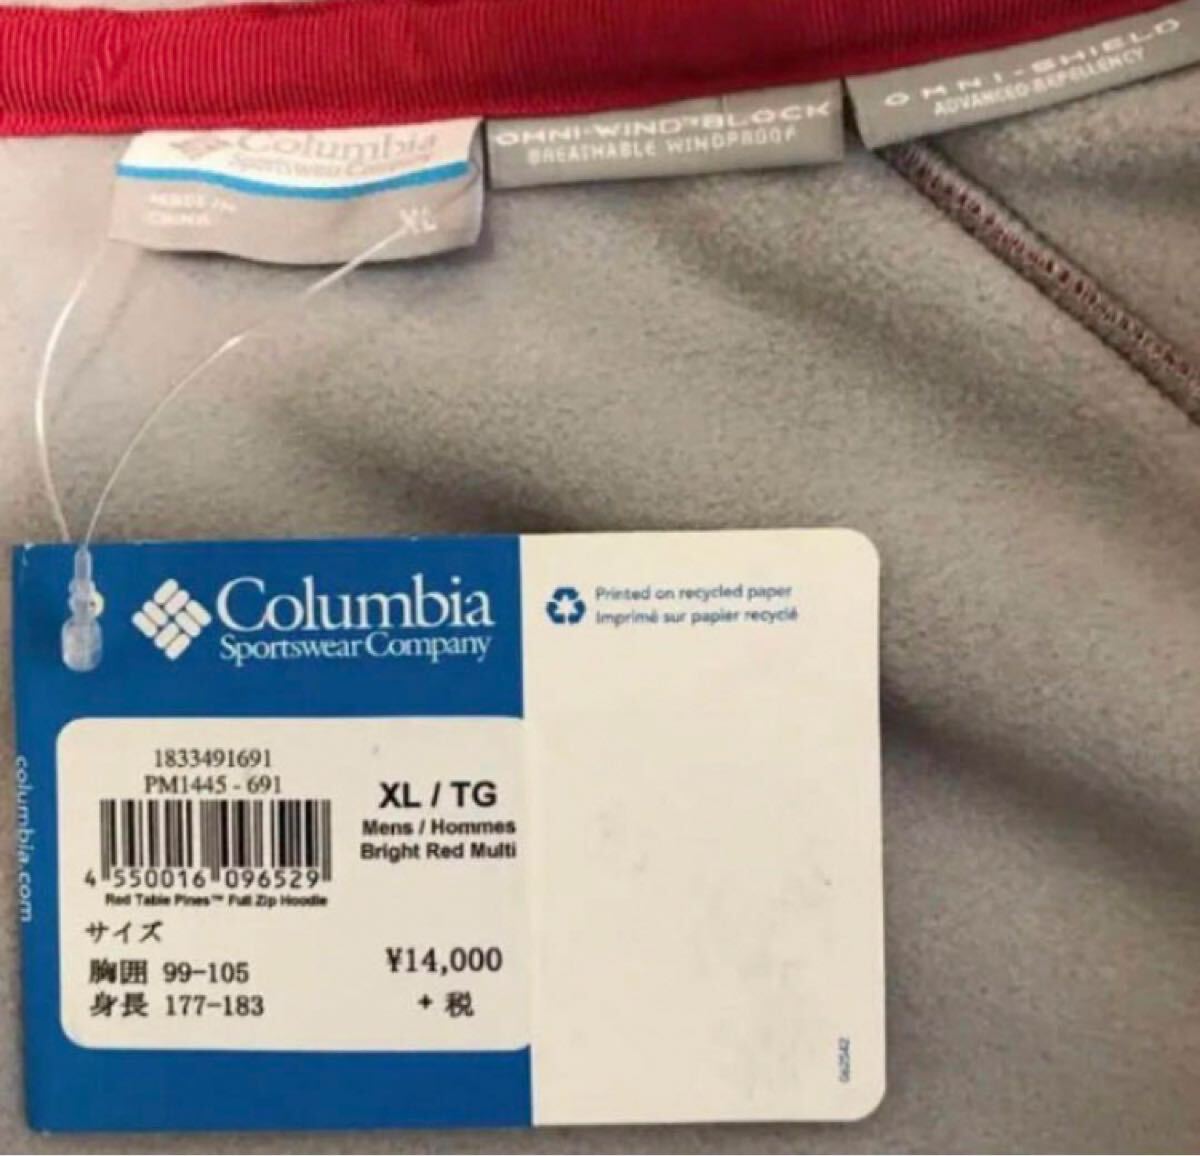 Columbia
Sportswear Company
MADE IN
CHINA
XL
OMNI-WIND™BLOCK
BREATHABLE WINDPROOF
OMNI-SHIELD
ADVANCED REPELLENCY
Columbia
Sportswear Company
Printed on recycled paper
Imprimé sur papier recyclé
columbia.com
1833491691
PM1445 - 691
4 550016 096529
Red Table Pines™ Full Zip Hoodie
XL / TG
Mens / Hommes
Bright Red Multi
サイズ
胸囲 99-105
身長 177-183
¥14,000
+ 税
062542